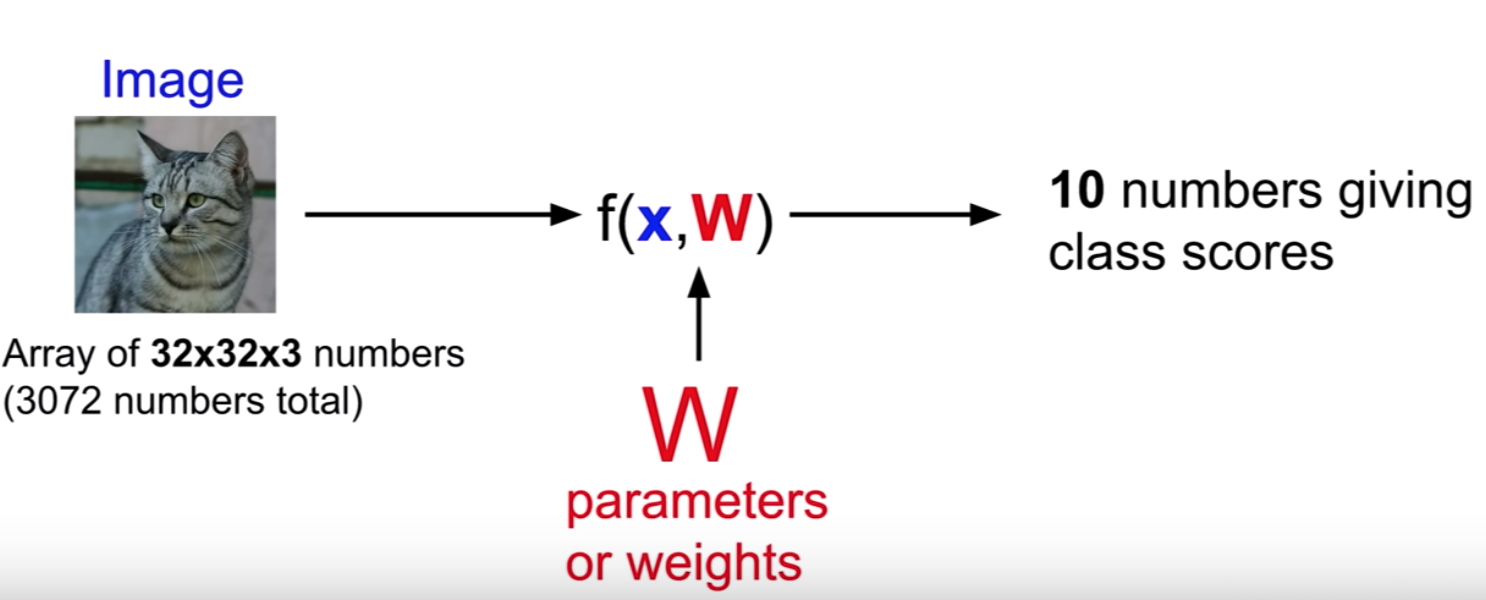 Image
Array of 32x32x3 numbers
(3072 numbers total)
f(x,W)
W
parameters
or weights
10 numbers giving
class scores